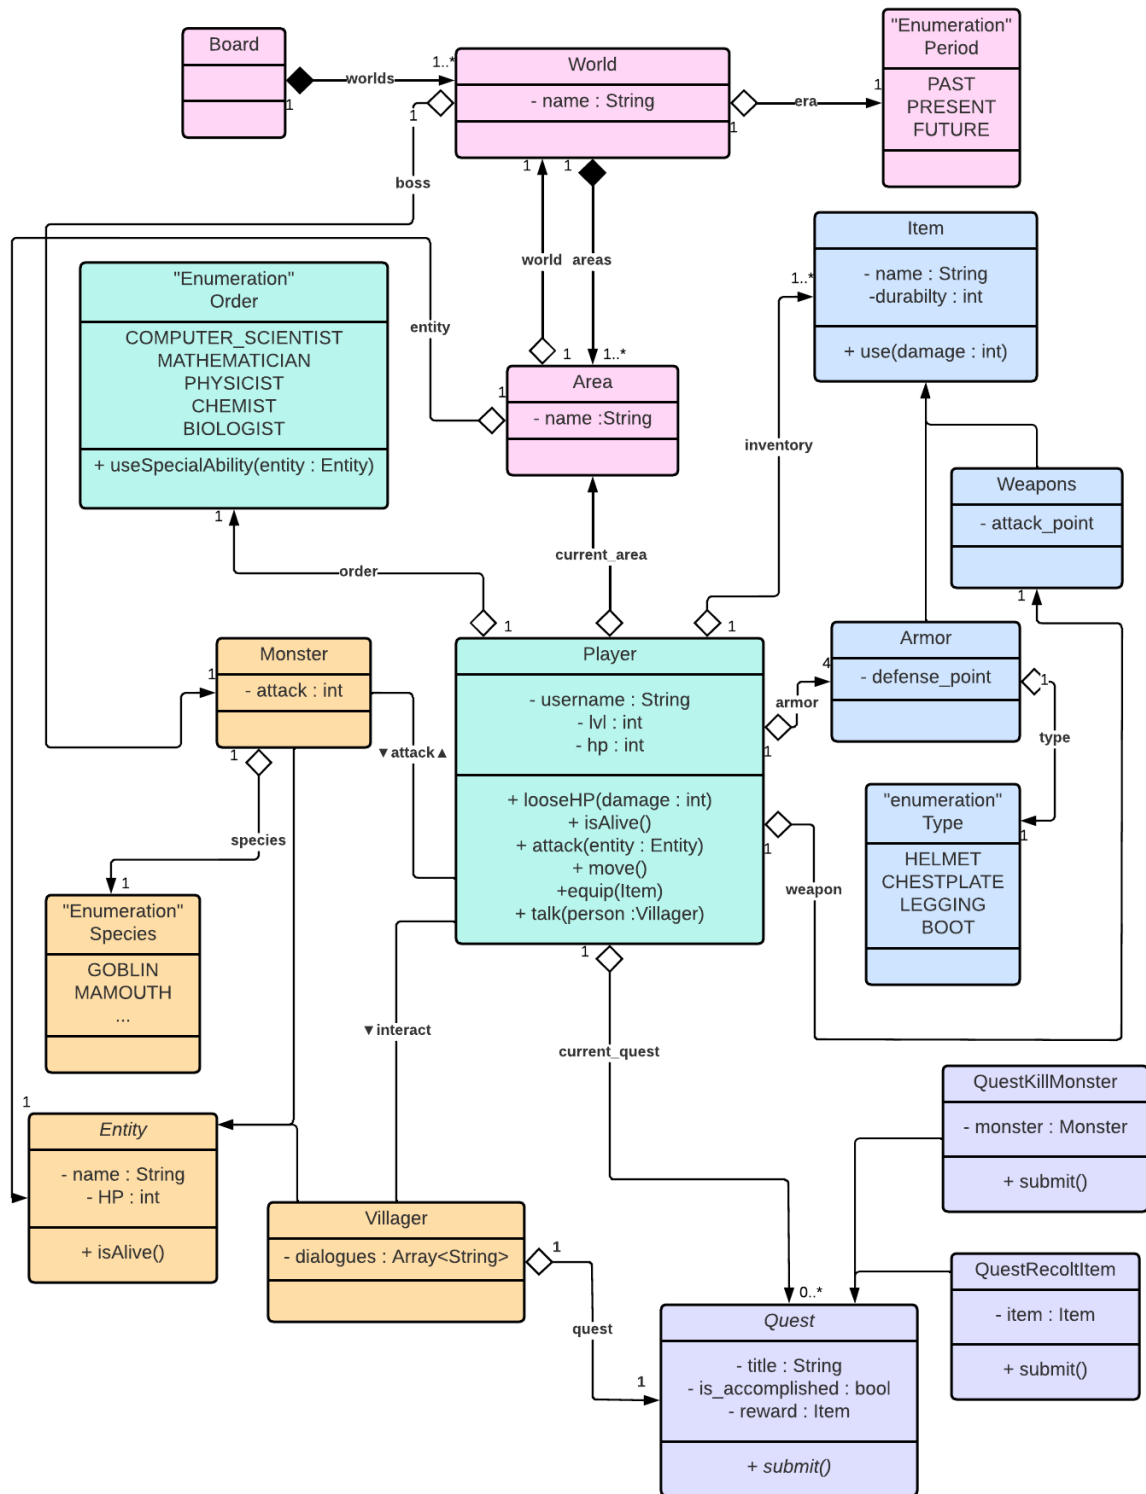 Board
worlds
1
1..*
World
- name : String
1
boss
era
1
1
"Enumeration"
Period
PAST
PRESENT
FUTURE
1
world
1
1
areas
1..*
entity
1
Area
- name :String
"Enumeration"
Order
COMPUTER_SCIENTIST
MATHEMATICIAN
PHYSICIST
CHEMIST
BIOLOGIST
+ useSpecialAbility(entity : Entity)
1
order
1
current_area
inventory
1..*
1
Item
- name : String
-durabilty : int
+ use(damage : int)
Weapons
- attack_point
1
Armor
- defense_point
4
armor
1
1
type
1
"enumeration"
Type
HELMET
CHESTPLATE
LEGGING
BOOT
weapon
1
Monster
- attack : int
1
1
▼attack▲
species
1
"Enumeration"
Species
GOBLIN
MAMOUTH
...
Player
- username : String
- lvl : int
- hp : int
+ looseHP(damage : int)
+ isAlive()
+ attack(entity : Entity)
+ move()
+equip(Item)
+ talk(person :Villager)
▼interact
1
current_quest
0..*
1
Entity
- name : String
- HP : int
+ isAlive()
Villager
- dialogues : Array<String>
1
quest
1
Quest
- title : String
- is_accomplished : bool
- reward : Item
+ submit()
QuestKillMonster
- monster : Monster
+ submit()
QuestRecoltItem
- item : Item
+ submit()